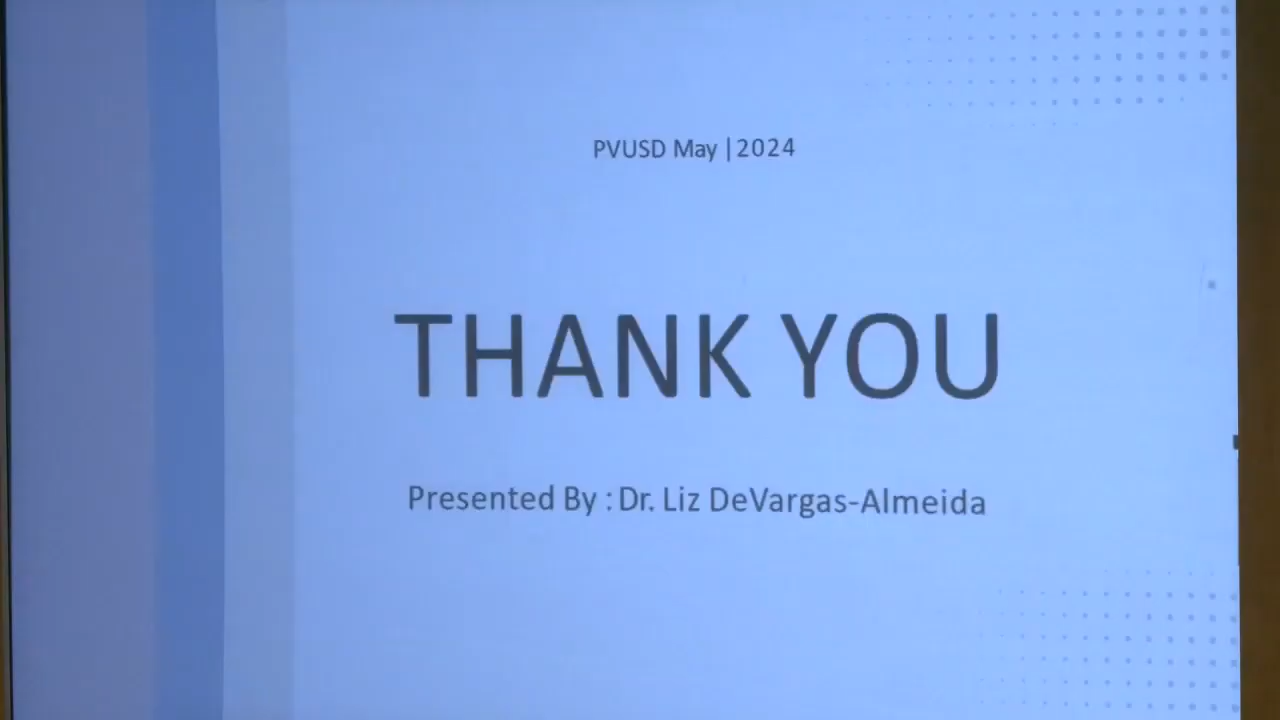 PVUSD May | 2024
THANK YOU
Presented By : Dr. Liz DeVargas-Almeida